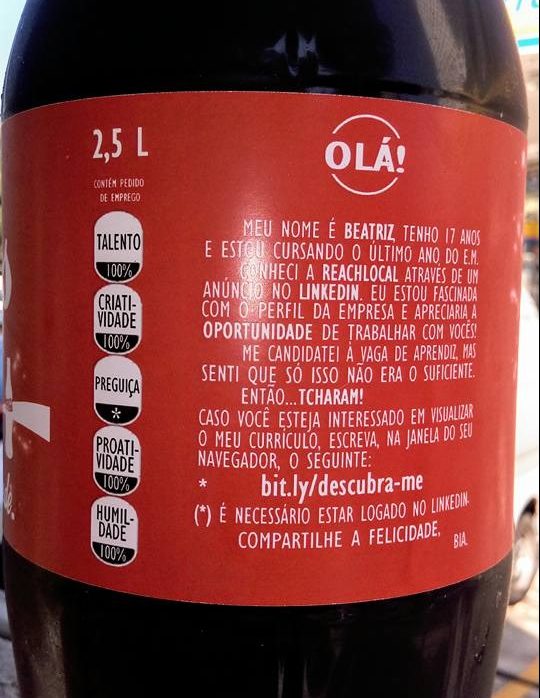 2,5 L
CONTÉM PEDIDO
DE EMPREGO
TALENTO
100%
CRIATI-
VIDADE
100%
PREGUIÇA
*
PROATI-
VIDADE
100%
HUMIL-
DADE
100%
OLÁ!
MEU NOME É BEATRIZ, TENHO 17 ANOS
E ESTOU CURSANDO O ÚLTIMO ANO DO E.M.
CONHECI A REACHLOCAL ATRAVÉS DE UM
ANÚNCIO NO LINKEDIN. EU ESTOU FASCINADA
COM O PERFIL DA EMPRESA E APRECIARIA A
OPORTUNIDADE DE TRABALHAR COM VOCÊS!
ME CANDIDATEI À VAGA DE APRENDIZ, MAS
SENTI QUE SÓ ISSO NÃO ERA O SUFICIENTE.
ENTÃO...TCHARAM!
CASO VOCÊ ESTEJA INTERESSADO EM VISUALIZAR
O MEU CURRÍCULO, ESCREVA, NA JANELA DO SEU
NAVEGADOR, O SEGUINTE:
* bit.ly/descubra-me
(*) É NECESSÁRIO ESTAR LOGADO NO LINKEDIN.
COMPARTILHE A FELICIDADE,
BIA.